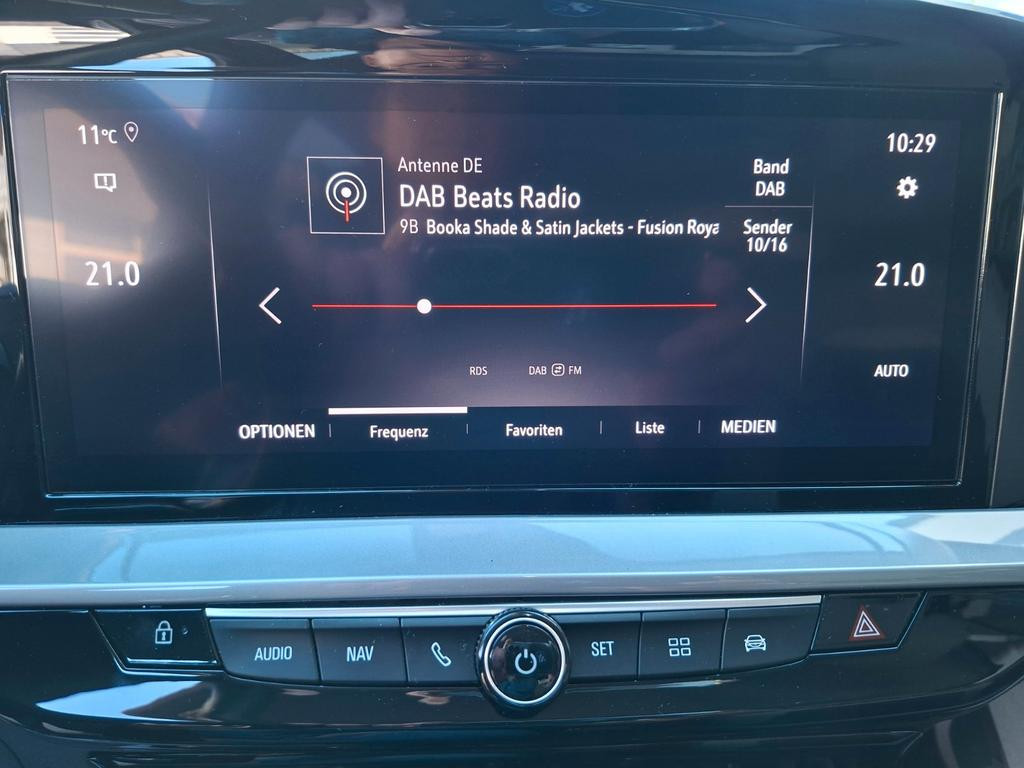 11°C
21.0
Antenne DE
DAB Beats Radio
9B Booka Shade & Satin Jackets - Fusion Roya
Band
DAB
Sender
10/16
10:29
21.0
AUTO
RDS DAB FM
OPTIONEN Frequenz Favoriten Liste MEDIEN
AUDIO NAV SET